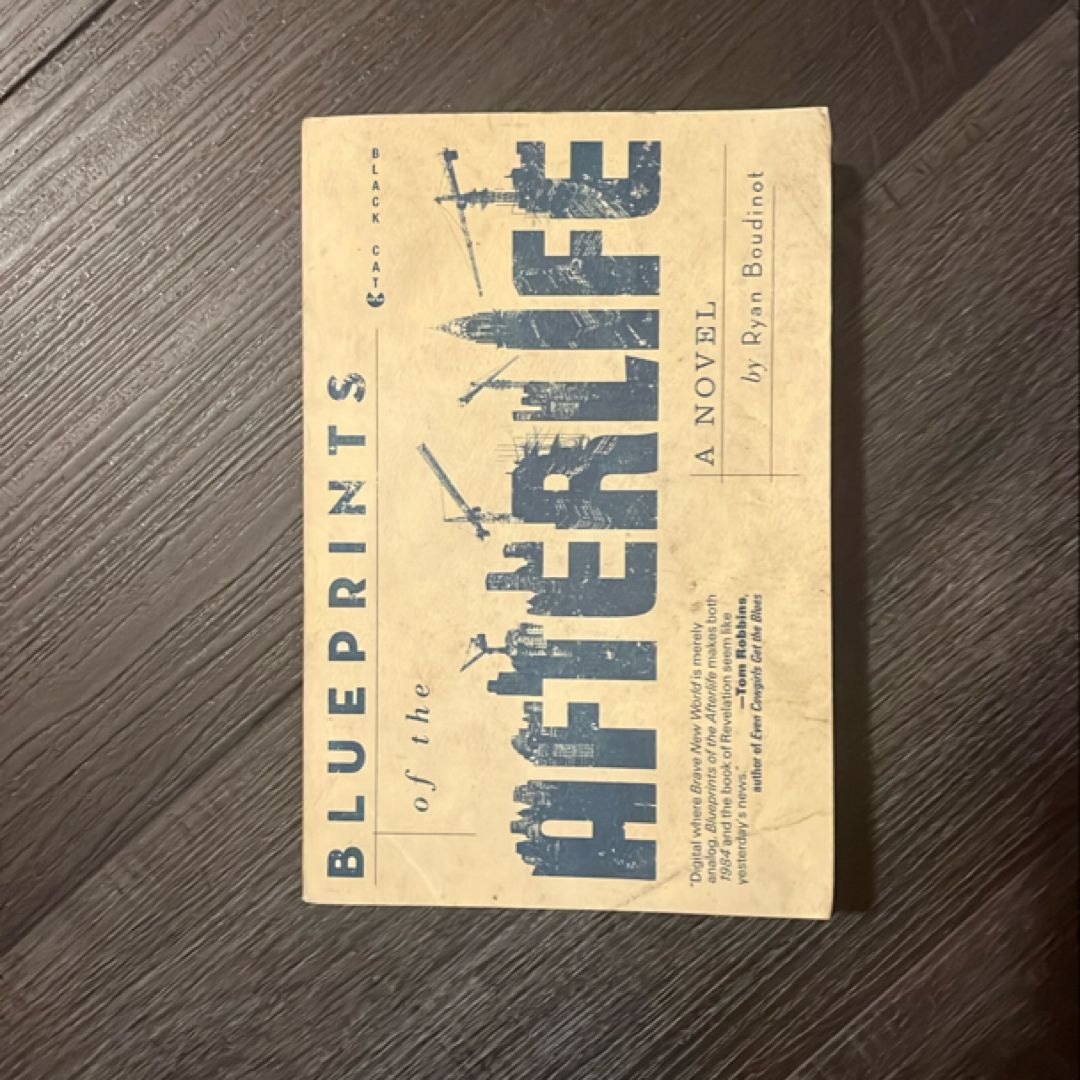 BLUEPRINTS
BLACK CAT
of the
AFTERLIFE
A NOVEL
by Ryan Boudinot
"Digital where Brave New World is merely
analog, Blueprints of the Afterlife makes both
1984 and the book of Revelation seem like
yesterday's news."
—Tom Robbins,
author of Even Cowgirls Get the Blues